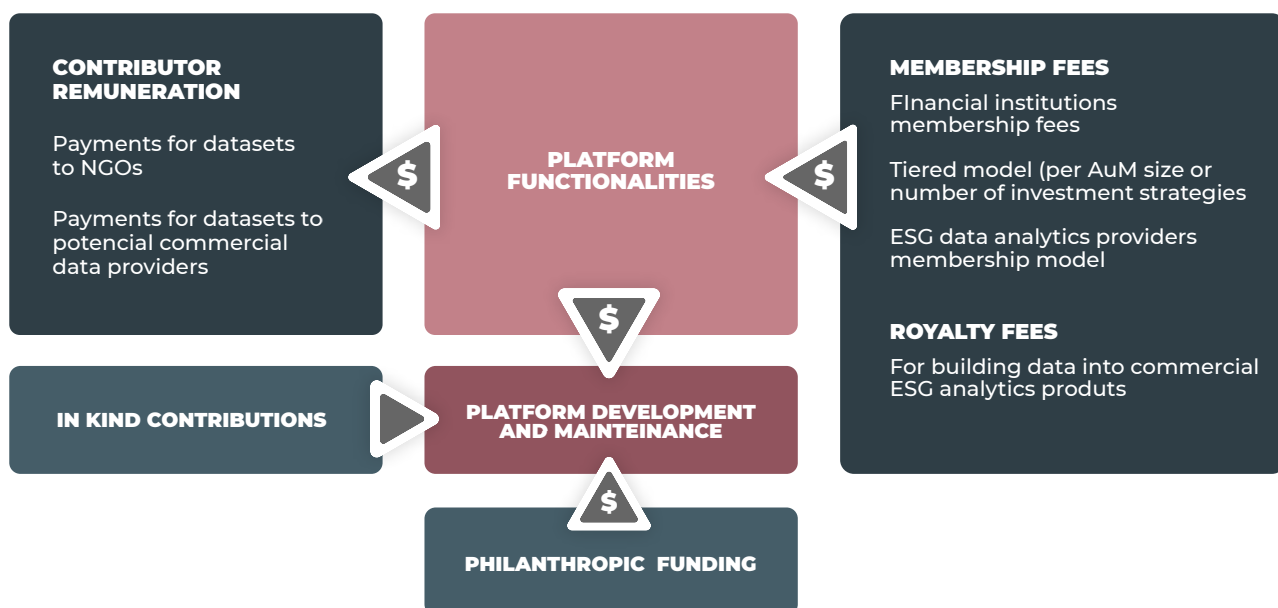 CONTRIBUTOR
REMUNERATION
Payments for datasets
to NGOs
Payments for datasets to
potencial commercial
data providers
$
PLATFORM
FUNCTIONALITIES
$
MEMBERSHIP FEES
FInancial institutions
membership fees
Tiered model (per AuM size or
number of investment strategies
ESG data analytics providers
membership model
ROYALTY FEES
For building data into commercial
ESG analytics produts
$
IN KIND CONTRIBUTIONS
PLATFORM DEVELOPMENT
AND MAINTEINANCE
$
PHILANTHROPIC FUNDING